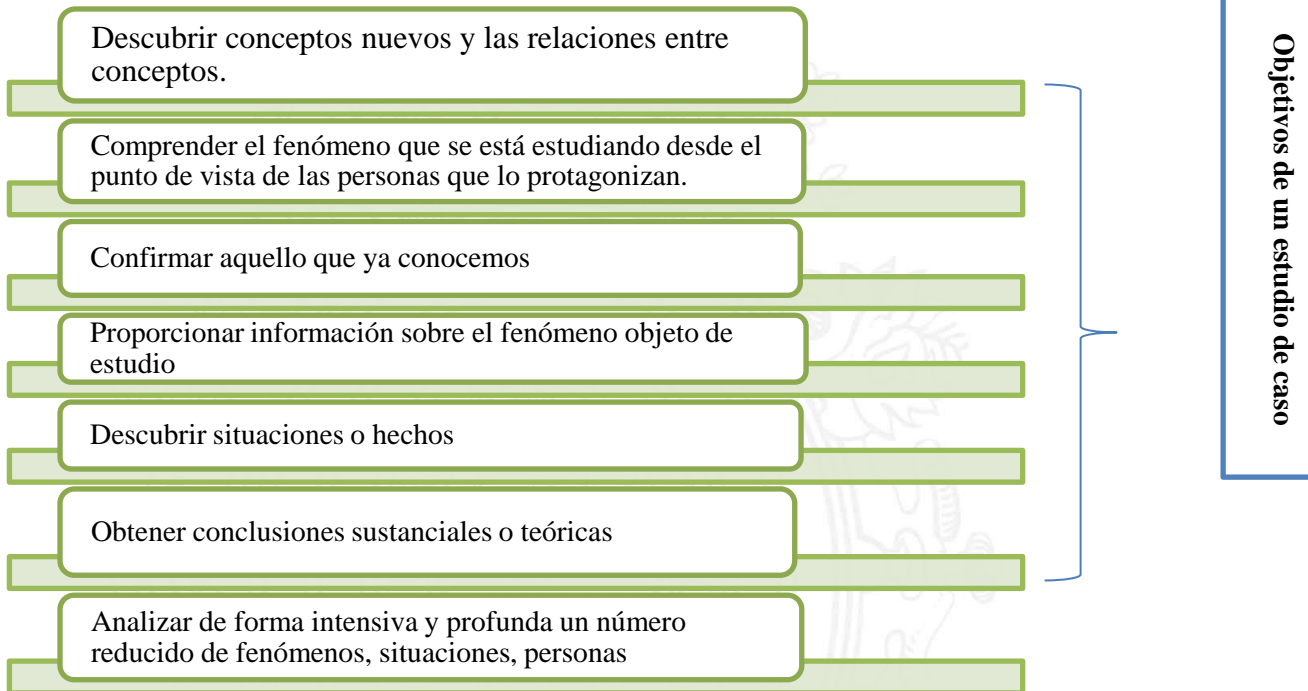 Descubrir conceptos nuevos y las relaciones entre
conceptos.
Comprender el fenómeno que se está estudiando desde el
punto de vista de las personas que lo protagonizan.
Confirmar aquello que ya conocemos
Proporcionar información sobre el fenómeno objeto de
estudio
Descubrir situaciones o hechos
Obtener conclusiones sustanciales o teóricas
Analizar de forma intensiva y profunda un número
reducido de fenómenos, situaciones, personas
Objetivos de un estudio de caso